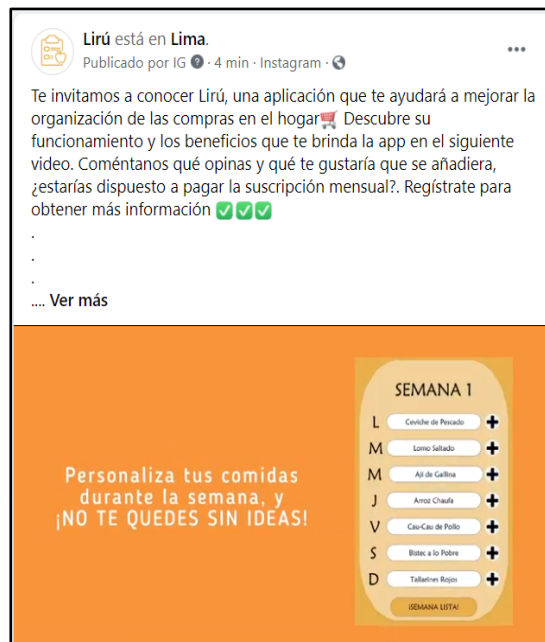 Lirú está en Lima.
Publicado por IG · 4 min · Instagram ·
Te invitamos a conocer Lirú, una aplicación que te ayudará a mejorar la
organización de las compras en el hogar🛒 Descubre su
funcionamiento y los beneficios que te brinda la app en el siguiente
video. Coméntanos qué opinas y qué te gustaría que se añadiera,
¿estarías dispuesto a pagar la suscripción mensual?. Regístrate para
obtener más información ✅✅✅
.
.
.
.... Ver más
Personaliza tus comidas
durante la semana, y
¡NO TE QUEDES SIN IDEAS!
SEMANA 1
L Ceviche de Pescado
M Lomo Saltado
M Ají de Gallina
J Arroz Chaufa
V Cau-Cau de Pollo
S Bistec a lo Pobre
D Tallarines Rojos
¡SEMANA LISTA!